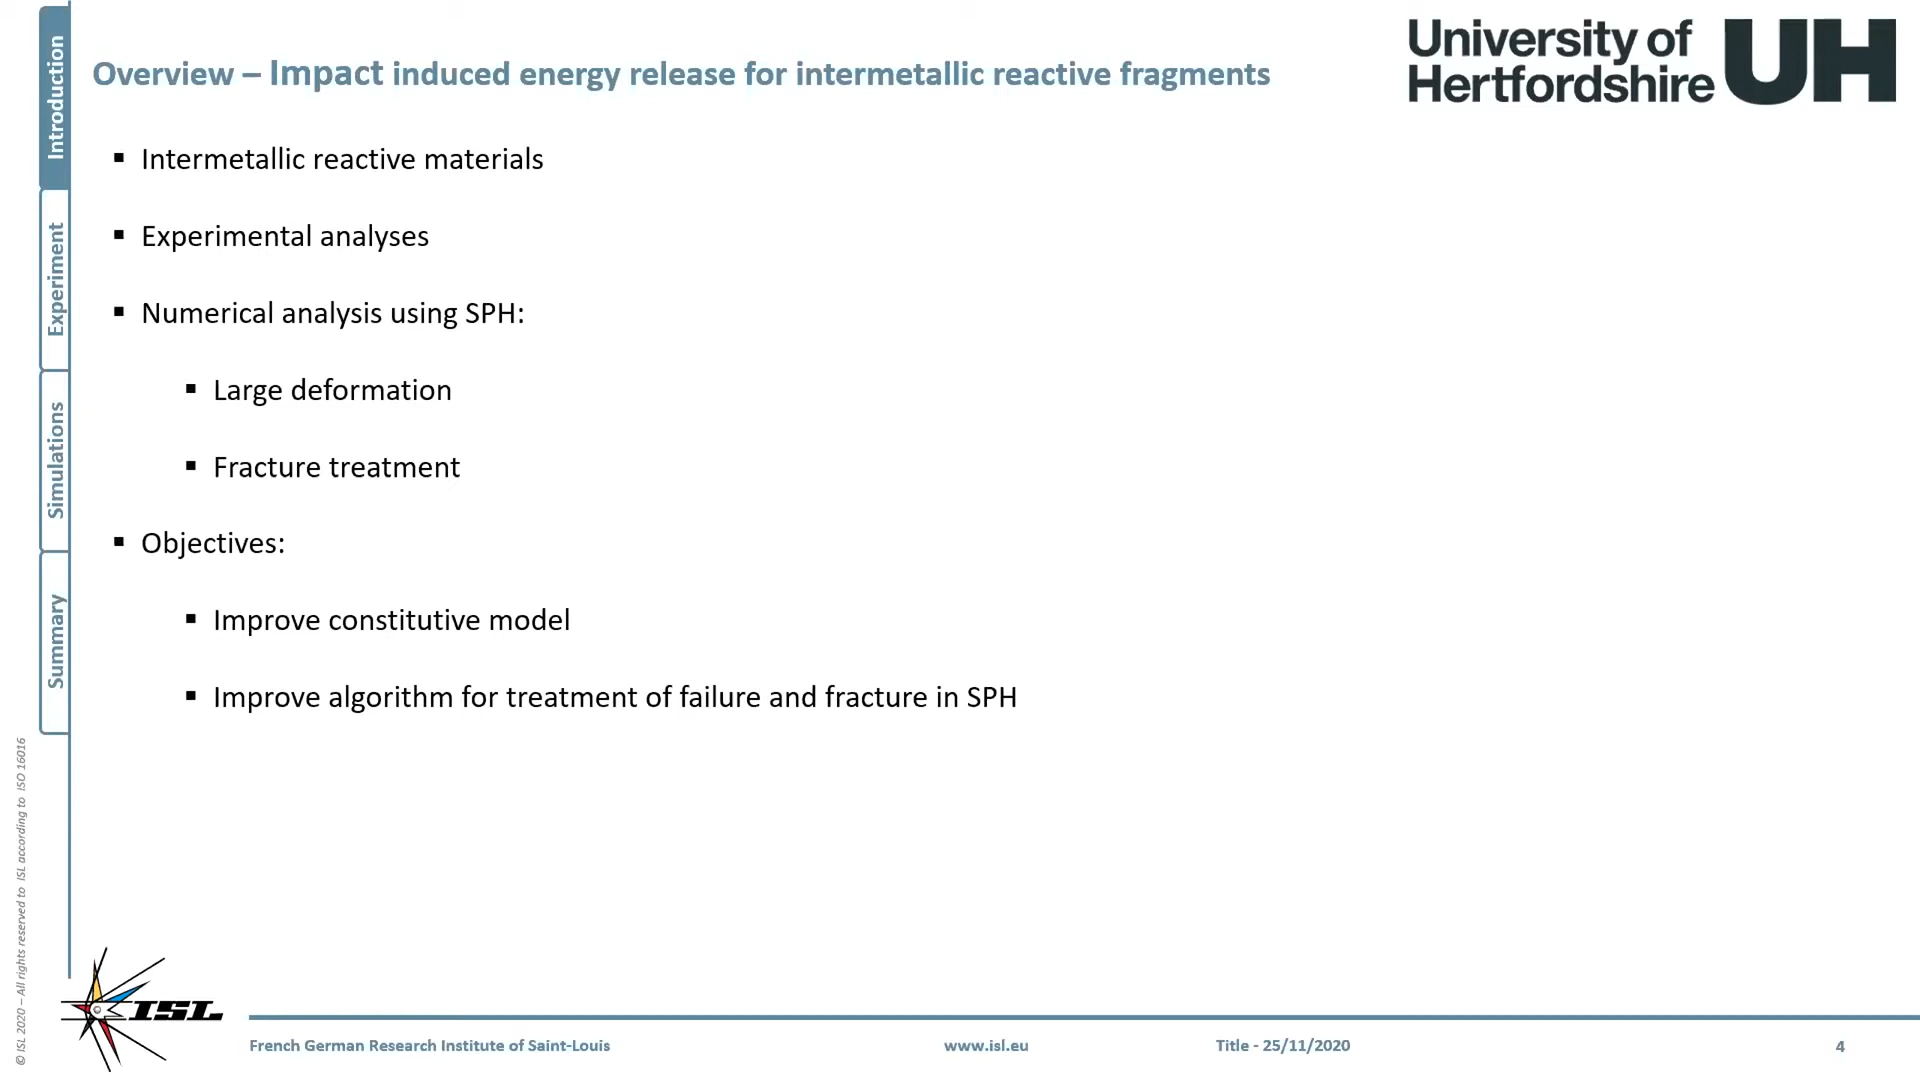 Introduction
Experiment
Simulations
Summary
Overview – Impact induced energy release for intermetallic reactive fragments
University of
Hertfordshire UH
▪ Intermetallic reactive materials
▪ Experimental analyses
▪ Numerical analysis using SPH:
▪ Large deformation
▪ Fracture treatment
▪ Objectives:
▪ Improve constitutive model
▪ Improve algorithm for treatment of failure and fracture in SPH
© ISL 2020 – All rights reserved to ISL according to ISO 16016
ISL
French German Research Institute of Saint-Louis
www.isl.eu
Title - 25/11/2020
4